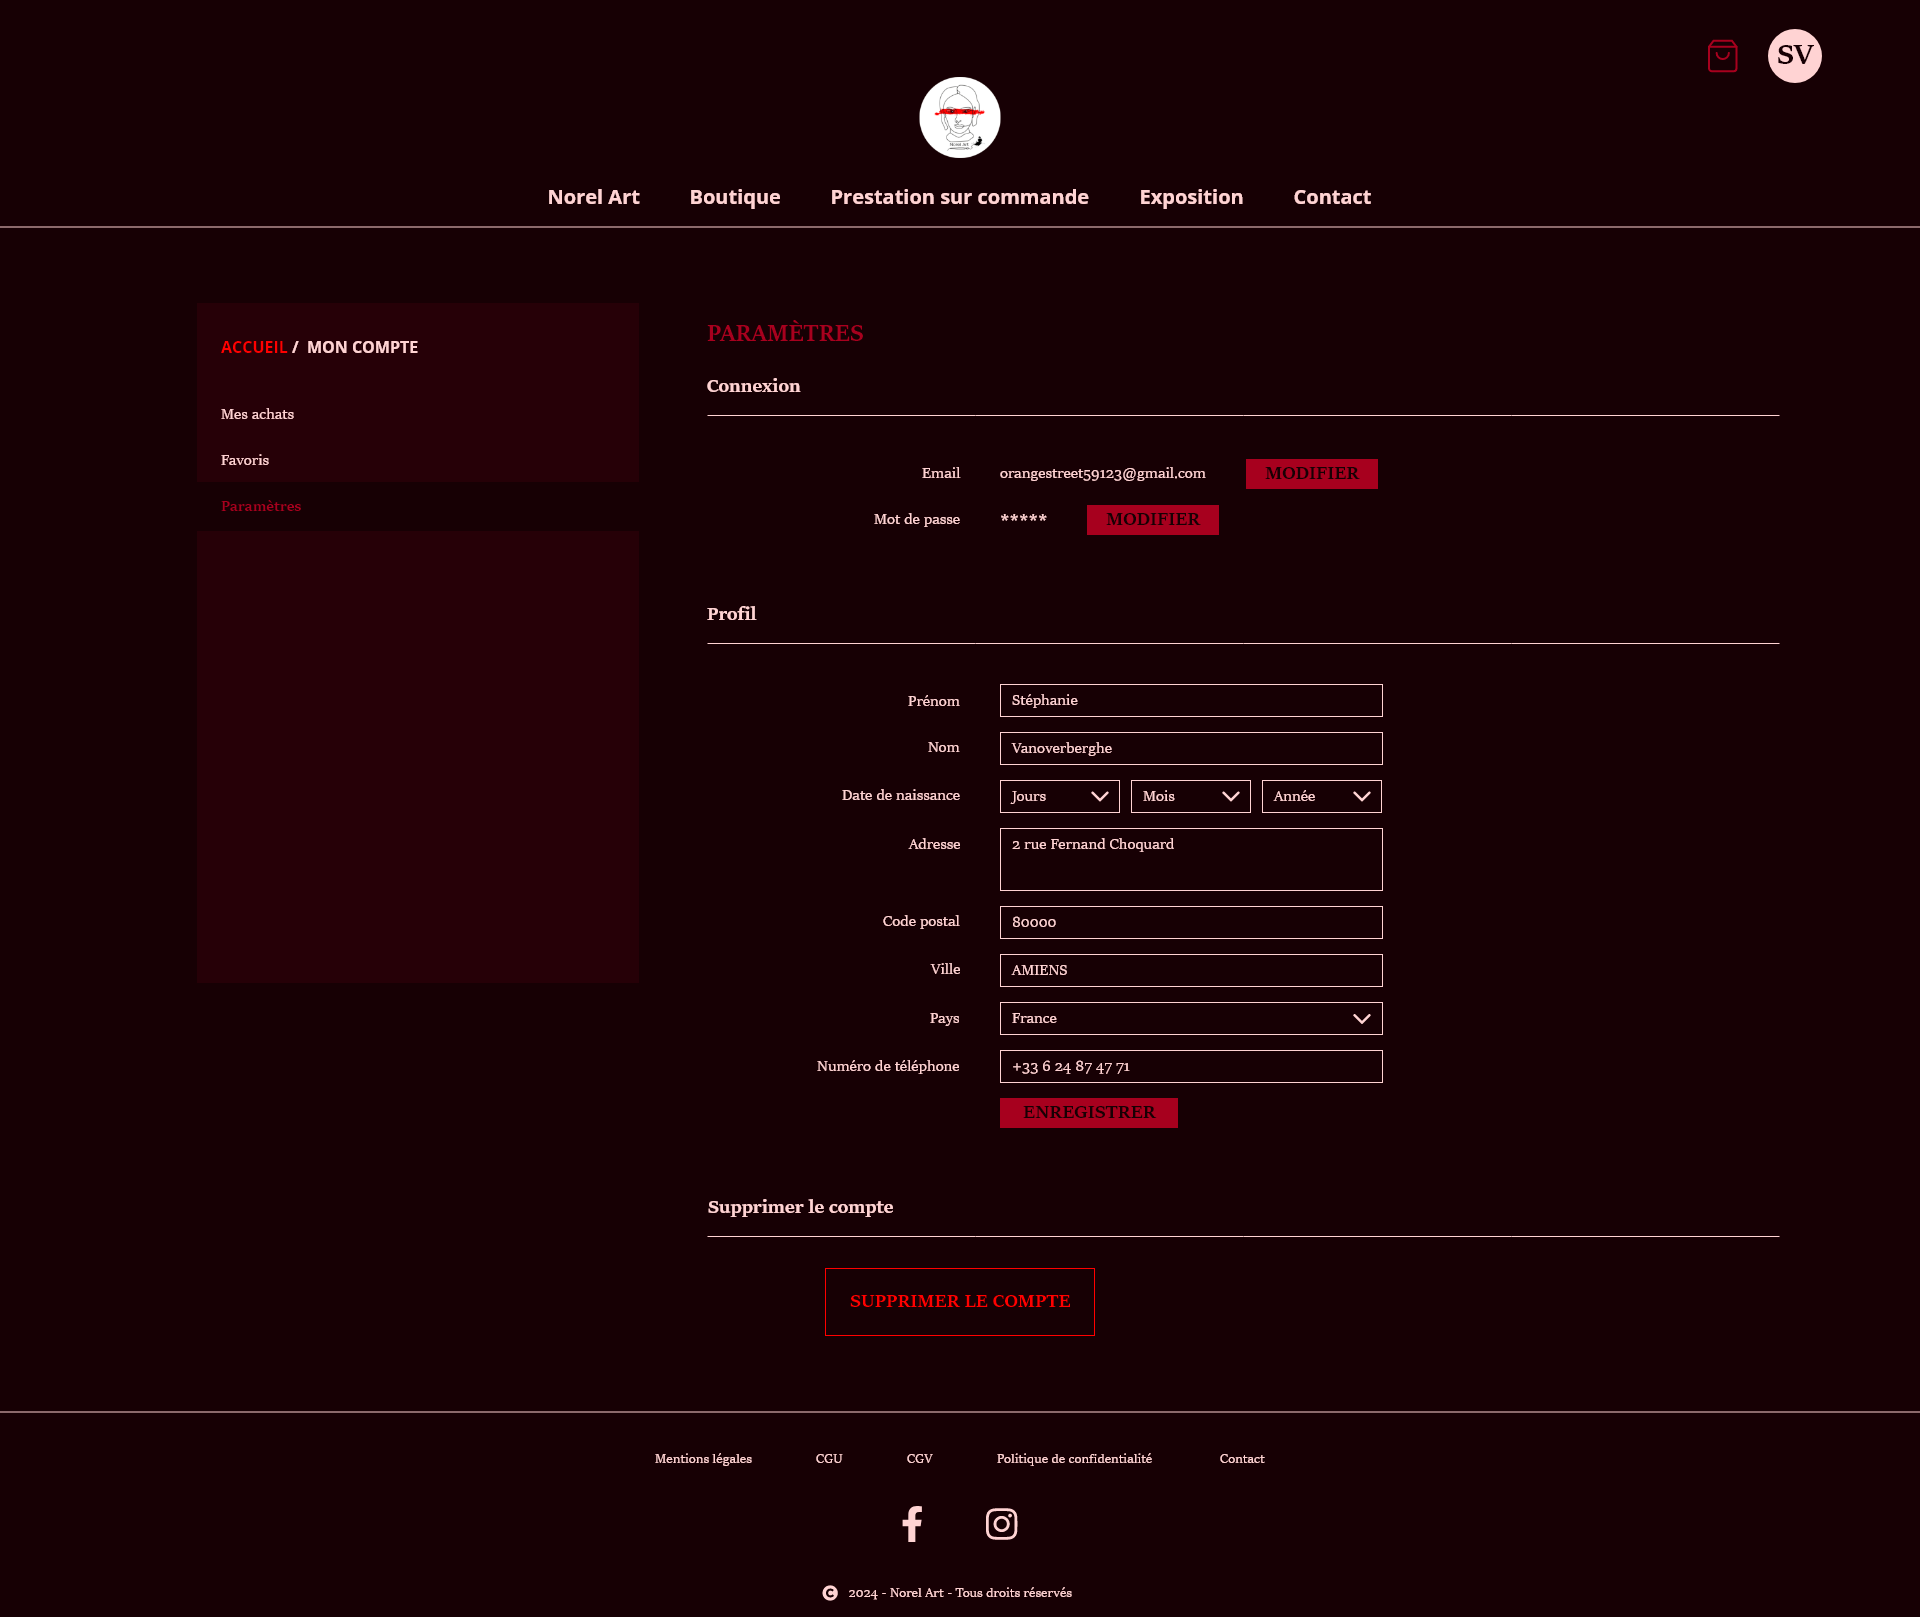 SV
Norel Art
Norel Art Boutique Prestation sur commande Exposition Contact
ACCUEIL / MON COMPTE
Mes achats
Favoris
Paramètres
PARAMÈTRES
Connexion
Email orangestreet59123@gmail.com MODIFIER
Mot de passe ***** MODIFIER
Profil
Prénom Stéphanie
Nom Vanoverberghe
Date de naissance Jours Mois Année
Adresse 2 rue Fernand Choquard
Code postal 80000
Ville AMIENS
Pays France
Numéro de téléphone +33 6 24 87 47 71
ENREGISTRER
Supprimer le compte
SUPPRIMER LE COMPTE
Mentions légales CGU CGV Politique de confidentialité Contact
© 2024 - Norel Art - Tous droits réservés